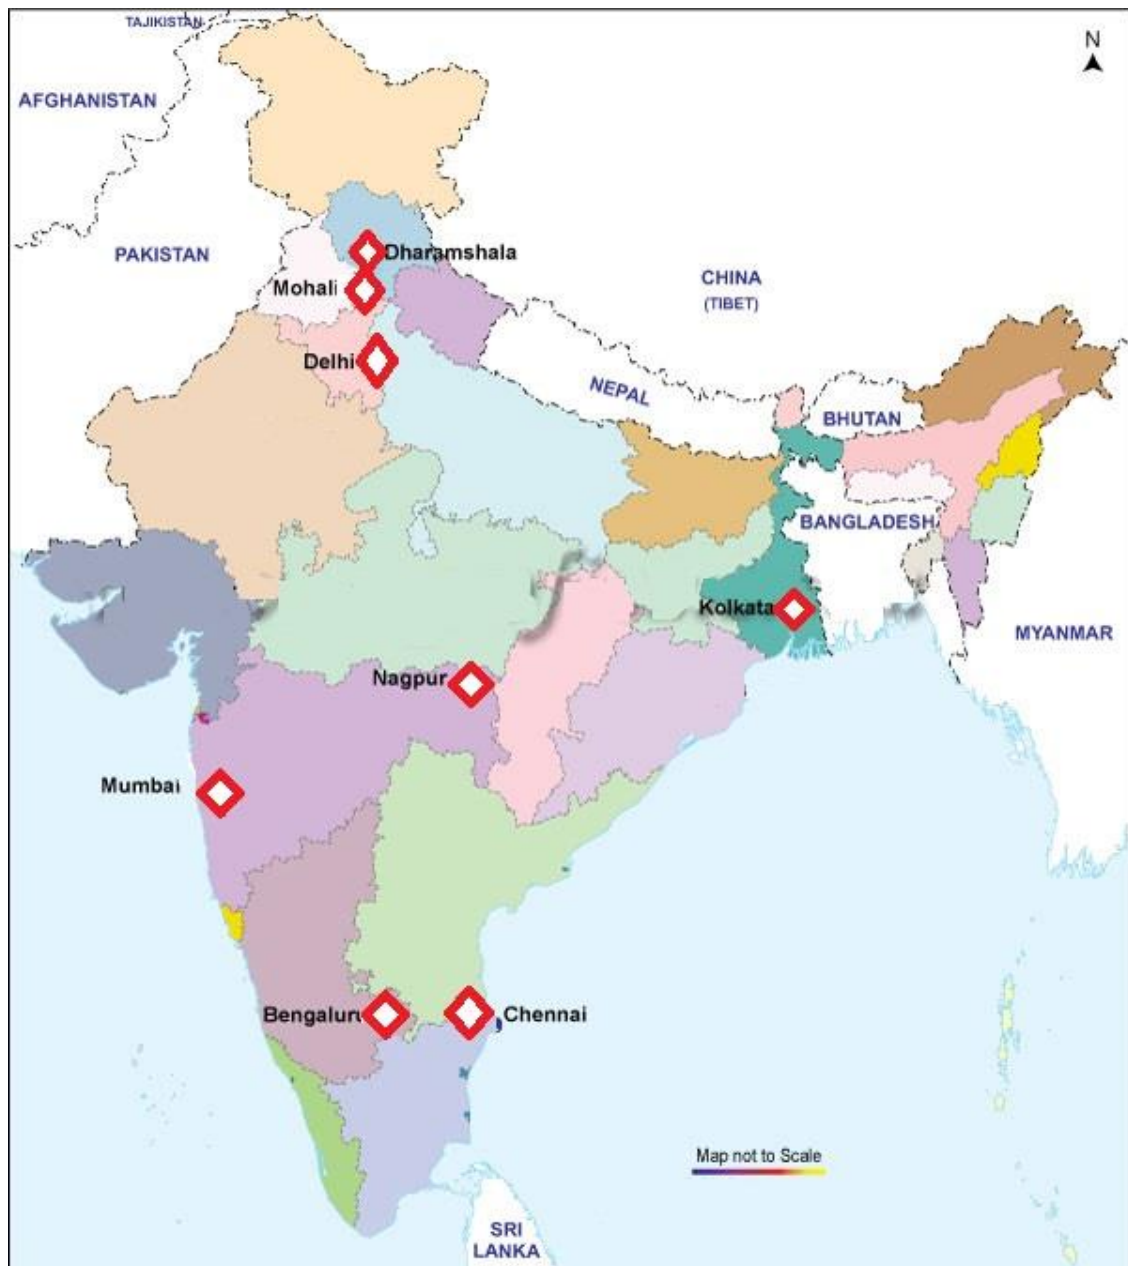 TAJIKISTAN
N
AFGHANISTAN
PAKISTAN
Dharamshala
CHINA
(TIBET)
Mohali
Delhi
NEPAL
BHUTAN
BANGLADESH
Kolkata
MYANMAR
Nagpur
Mumbai
Bengaluru
Chennai
Map not to Scale
SRI
LANKA